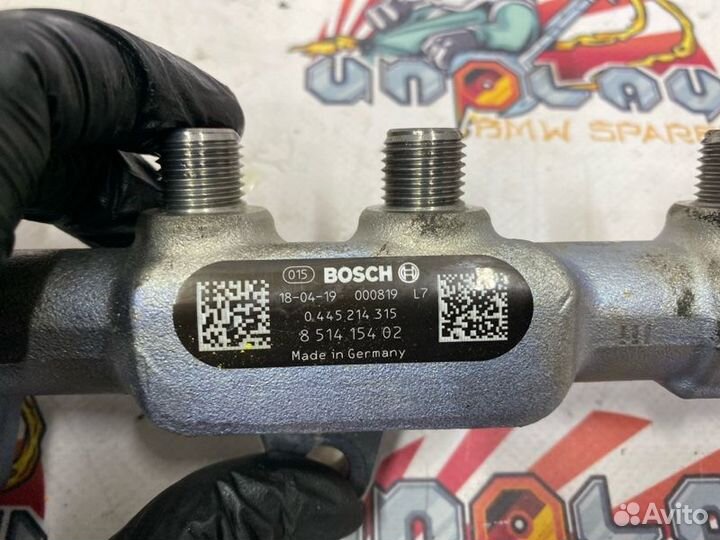 UNOLAU
BMW SPARE
015 BOSCH
18-04-19 000819 L7
0 445 214 315
8 514 154 02
Made in Germany
Avito